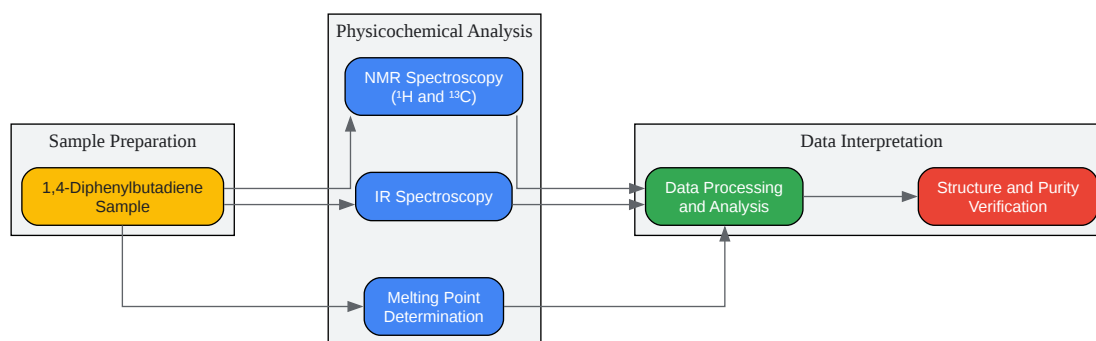 Physicochemical Analysis
NMR Spectroscopy
(¹H and ¹³C)
Sample Preparation
Data Interpretation
1,4-Diphenylbutadiene
Sample
IR Spectroscopy
Data Processing
and Analysis
Structure and Purity
Verification
Melting Point
Determination